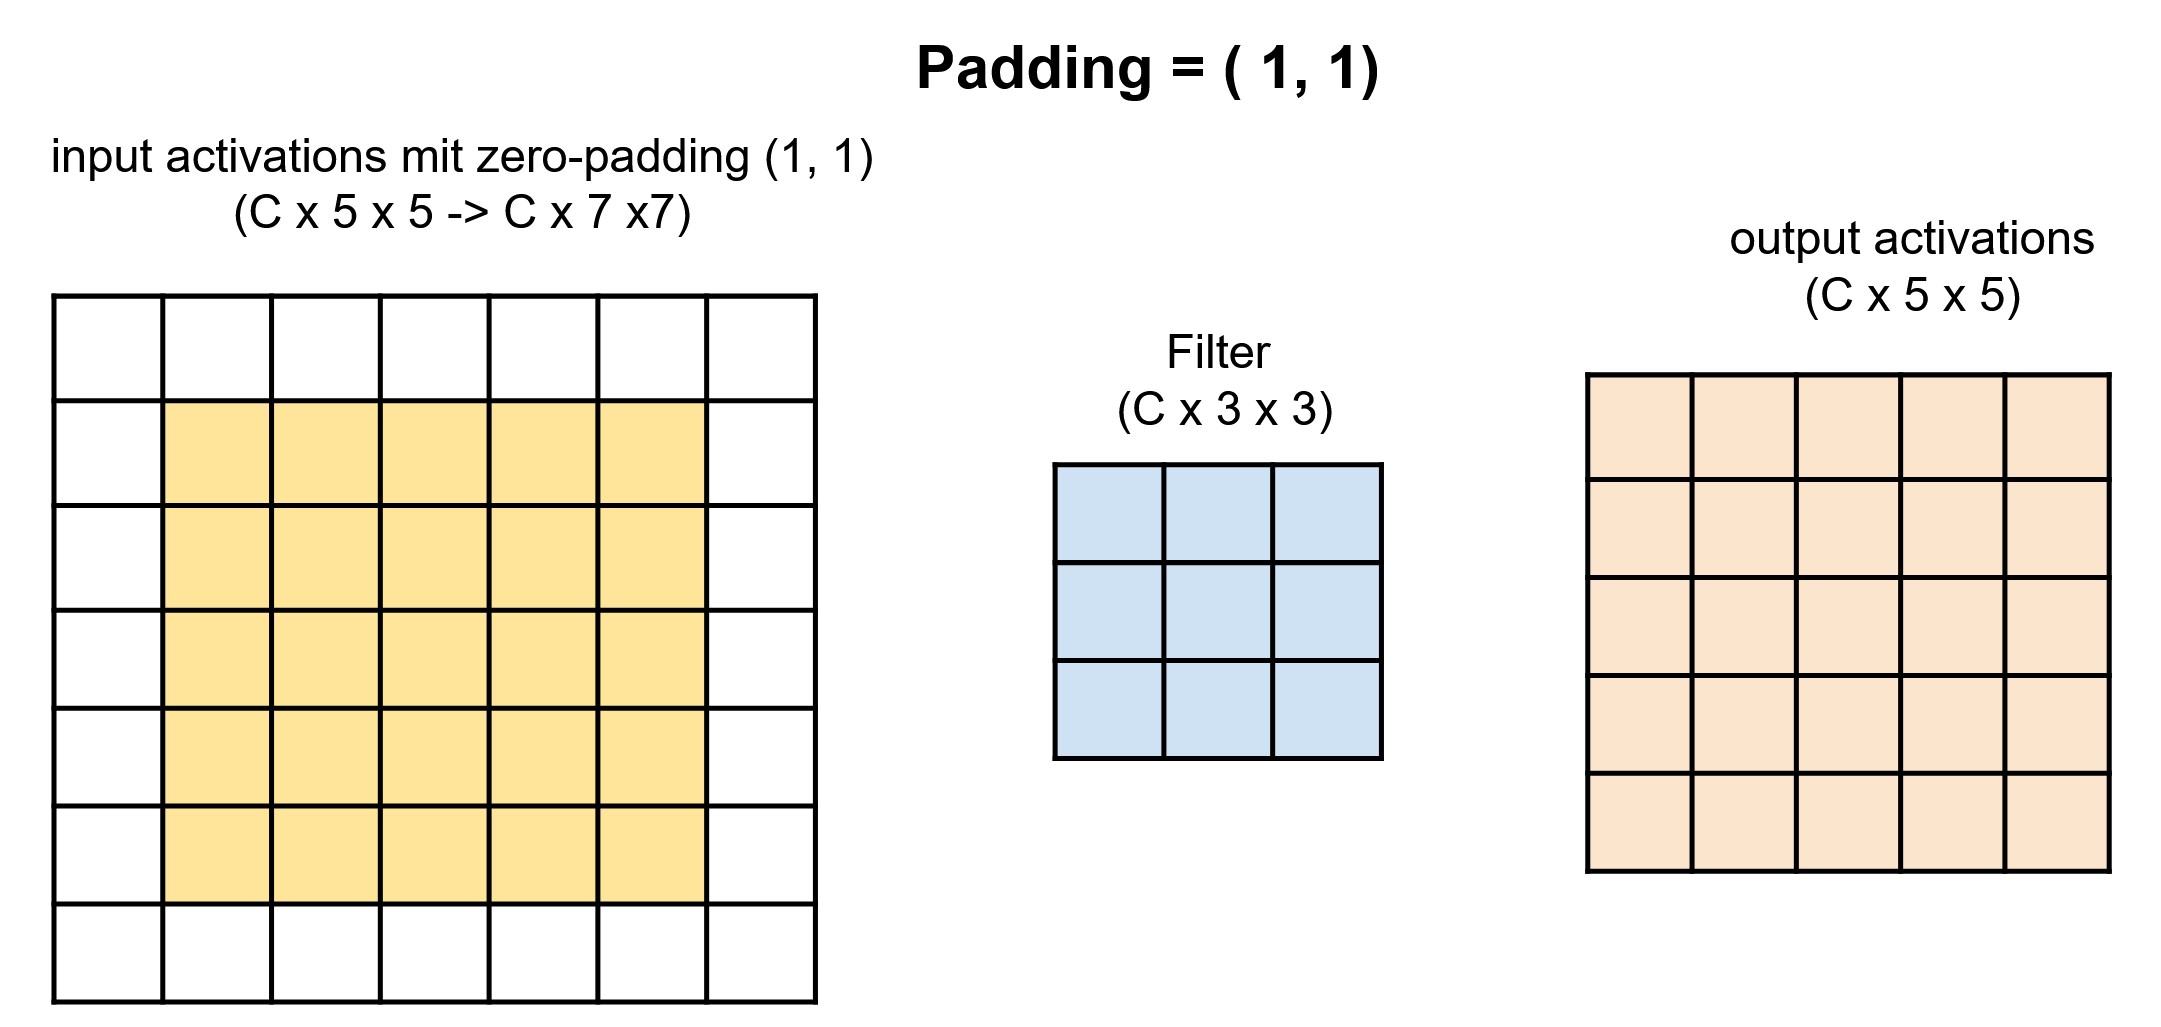 Padding = ( 1, 1)
input activations mit zero-padding (1, 1)
(C x 5 x 5 -> C x 7 x7)
Filter
(C x 3 x 3)
output activations
(C x 5 x 5)